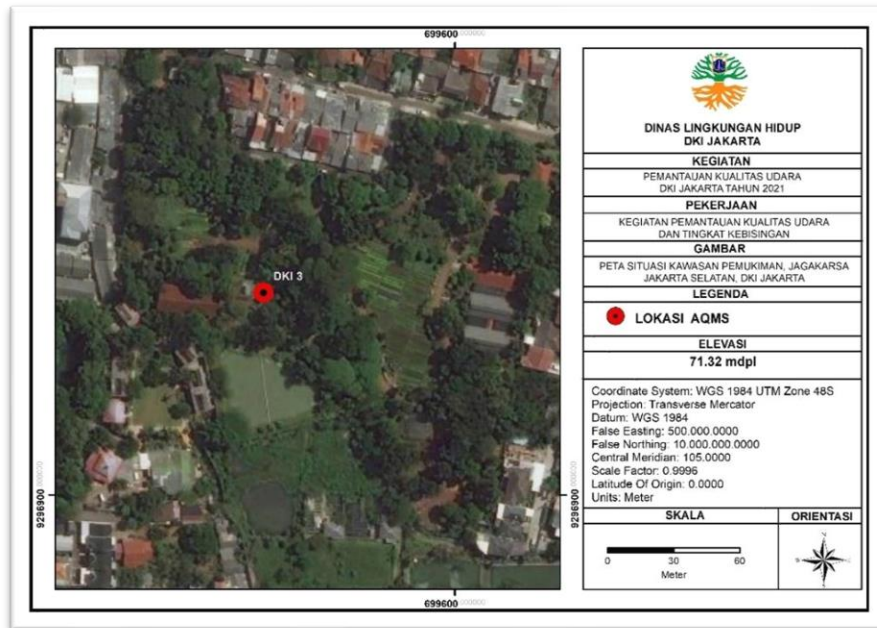 699600
DKI 3
9296900
9296900
699600
DINAS LINGKUNGAN HIDUP
DKI JAKARTA
KEGIATAN
PEMANTAUAN KUALITAS UDARA
DKI JAKARTA TAHUN 2021
PEKERJAAN
KEGIATAN PEMANTAUAN KUALITAS UDARA
DAN TINGKAT KEBISINGAN
GAMBAR
PETA SITUASI KAWASAN PEMUKIMAN, JAGAKARSA
JAKARTA SELATAN, DKI JAKARTA
LEGENDA
LOKASI AQMS
ELEVASI
71.32 mdpl
Coordinate System: WGS 1984 UTM Zone 48S
Projection: Transverse Mercator
Datum: WGS 1984
False Easting: 500.000.0000
False Northing: 10.000.000.0000
Central Meridian: 105.0000
Scale Factor: 0.9996
Latitude Of Origin: 0.0000
Units: Meter
SKALA
ORIENTASI
0 30 60
Meter